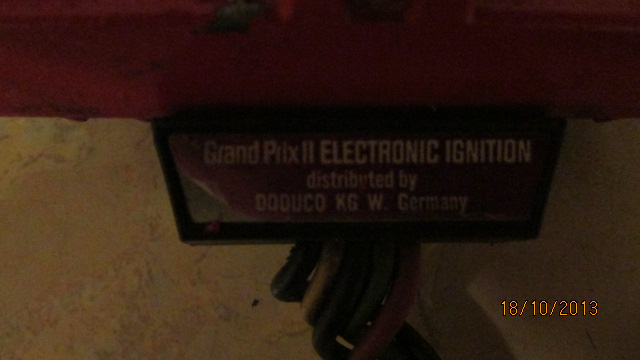 Grand Prix II ELECTRONIC IGNITION
distributed by
DODUCO KG W. Germany
18/10/2013